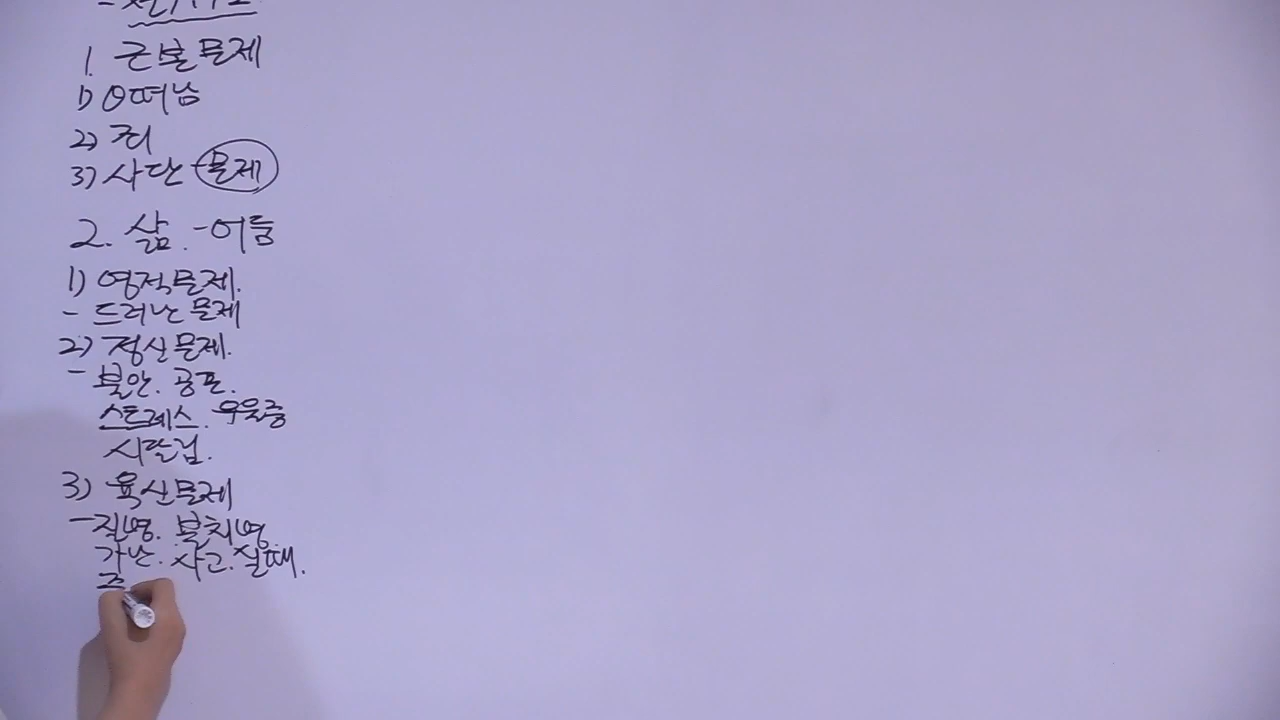 1. 근본문제
1) ⊖떠남
2) 죄
3) 사단 - 문제
2. 삶. - 어둠
1) 영적문제.
- 드러난 문제
2) 정신문제.
- 불안. 공포.
스트레스. 우울증
시달림.
3) 육신문제
- 질병. 불치병
가난. 사고. 실패.